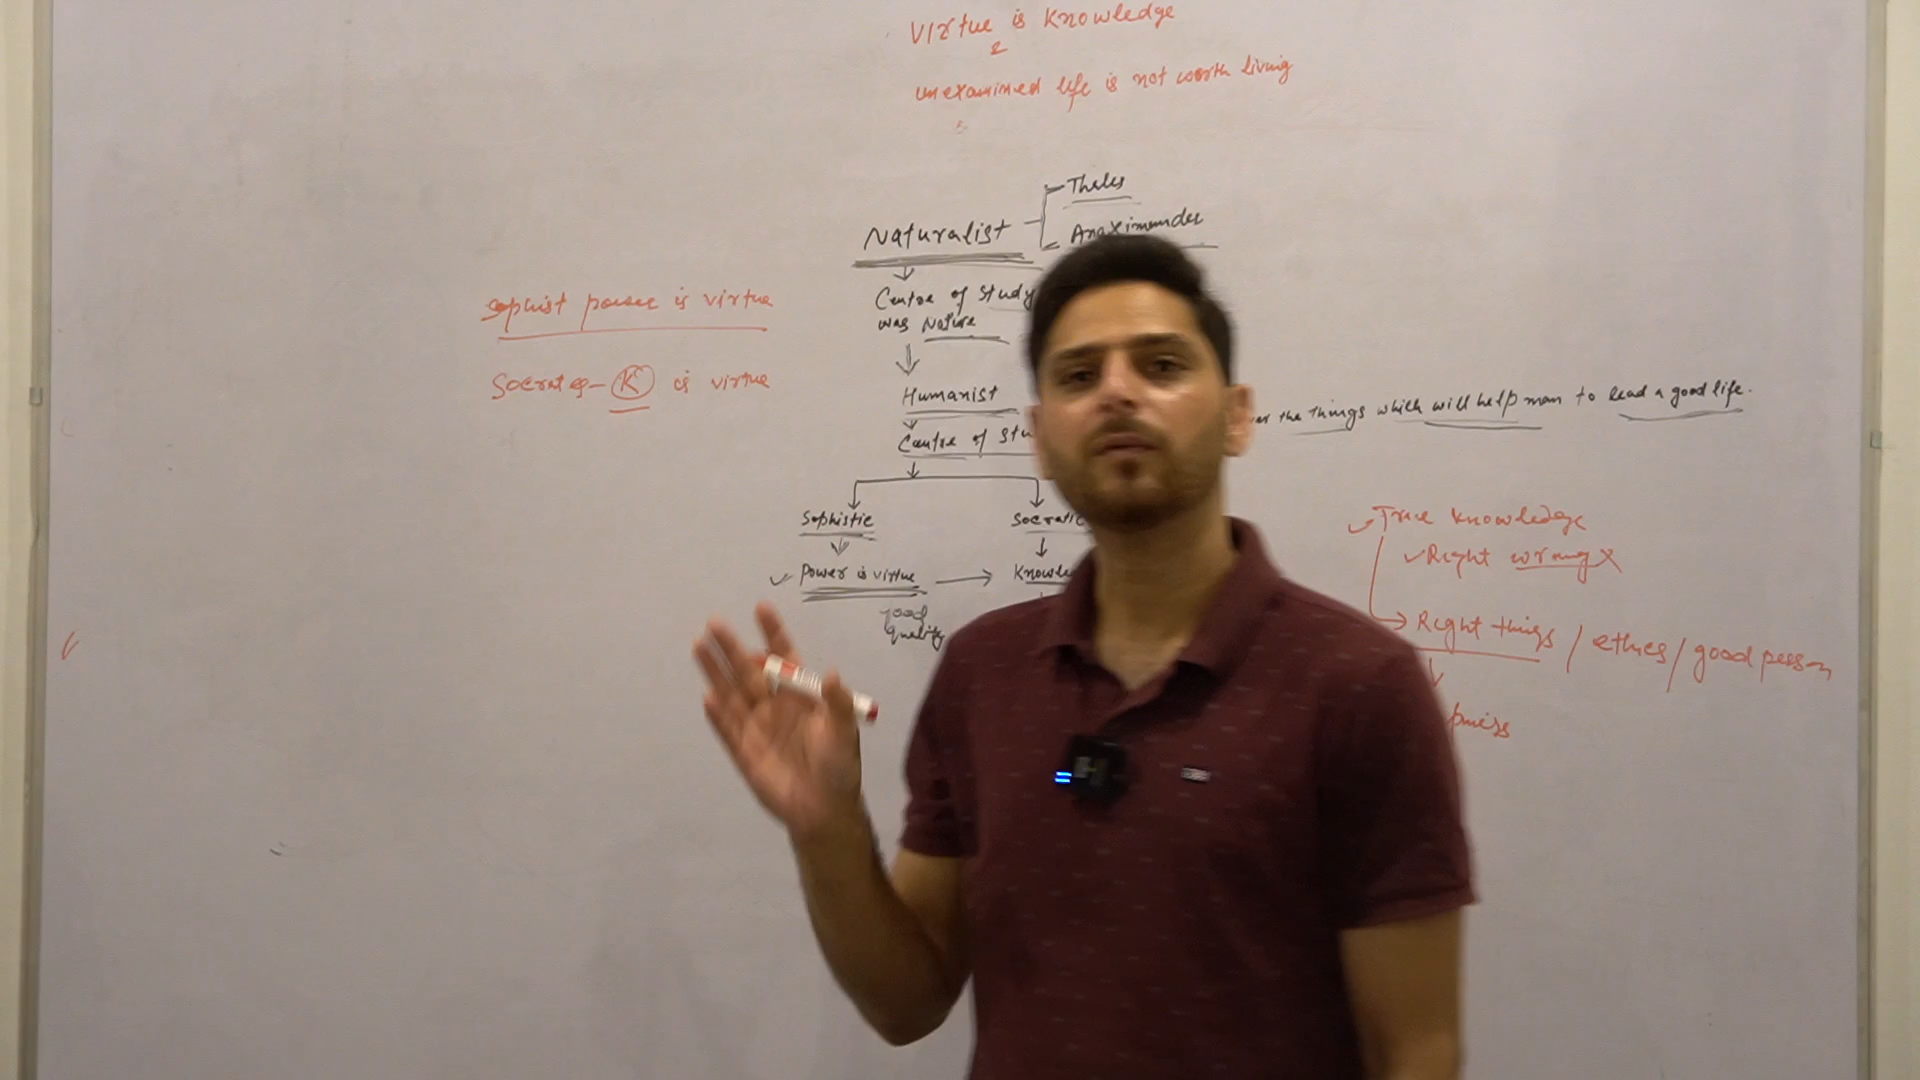 Virtue is Knowledge
unexamined life is not worth living
Thales
Naturalist
Anaximander
Centre of Study
was Nature
Sophist power is virtue
Socrates - K is virtue
Humanist
the things which will help man to lead a good life.
Centre of
Sophistic
Socratic
Power is virtue
good
quality
True Knowledge
Right wrong x
Right things / ethics / good person